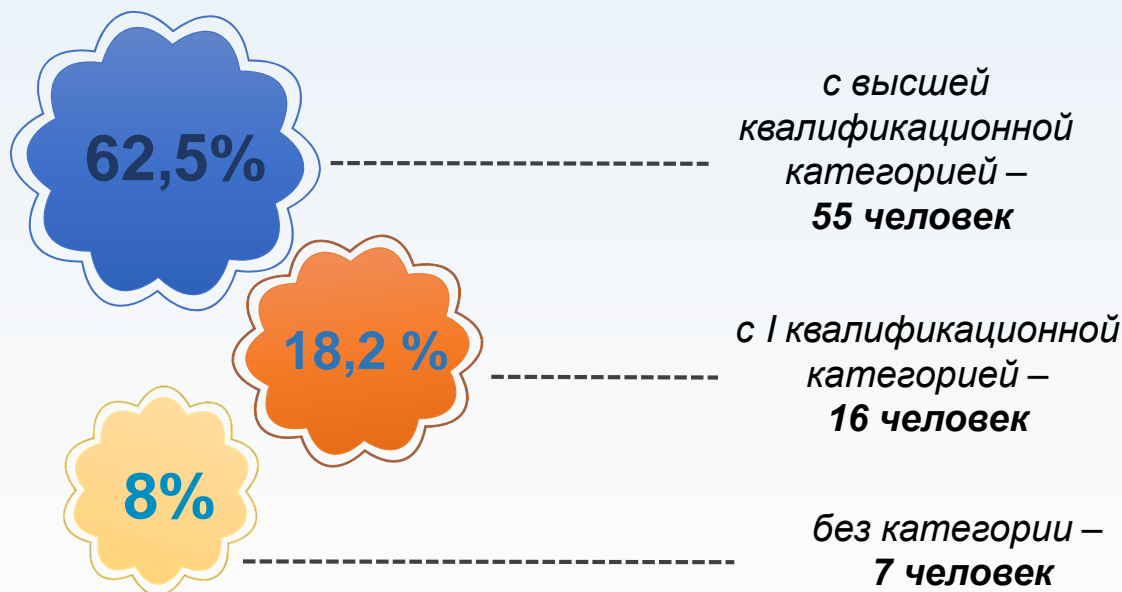 62,5%
с высшей
квалификационной
категорией –
55 человек
18,2 %
с I квалификационной
категорией –
16 человек
8%
без категории –
7 человек